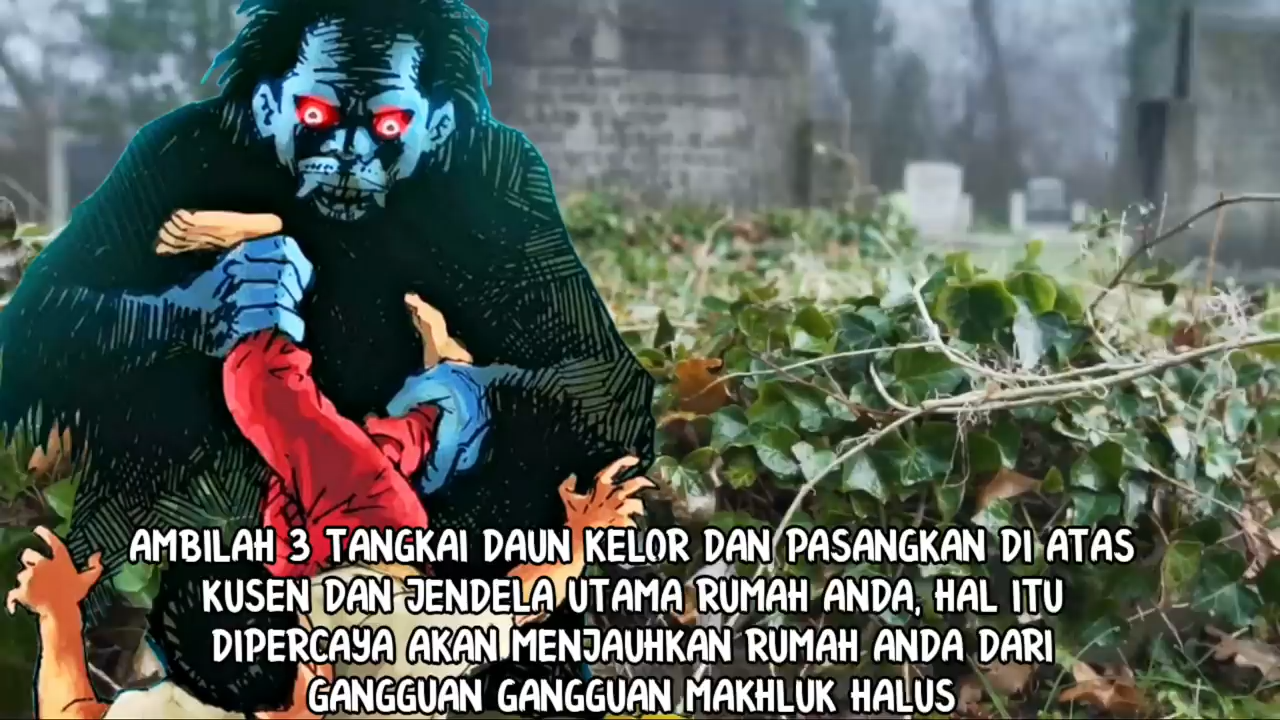 AMBILAH 3 TANGKAI DAUN KELOR DAN PASANGKAN DI ATAS
KUSEN DAN JENDELA UTAMA RUMAH ANDA, HAL ITU
DIPERCAYA AKAN MENJAUHKAN RUMAH ANDA DARI
GANGGUAN GANGGUAN MAKHLUK HALUS